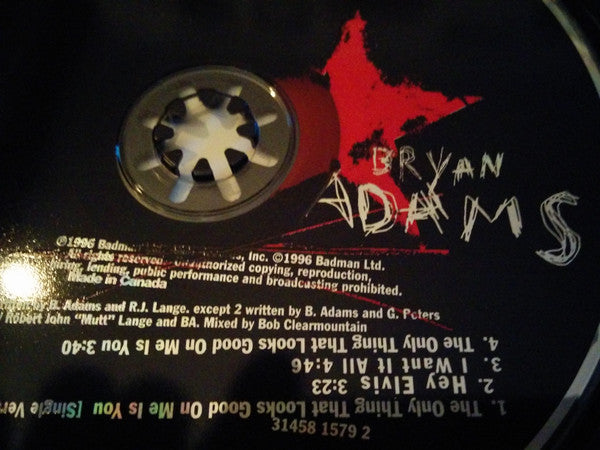 BRYAN
ADAMS
℗1996 Badman Inc. ©1996 Badman Ltd.
All rights reserved. Unauthorized copying, reproduction,
lending, public performance and broadcasting prohibited.
Made in Canada
B. Adams and R.J. Lange. except 2 written by B. Adams and G. Peters
Robert John "Mutt" Lange and BA. Mixed by Bob Clearmountain
1. The Only Thing That Looks Good On Me Is You [Single
2. Hey Elvis 3:23
3. I Want It All 4:46
4. The Only Thing That Looks Good On Me Is You 3:40
31458 1579 2